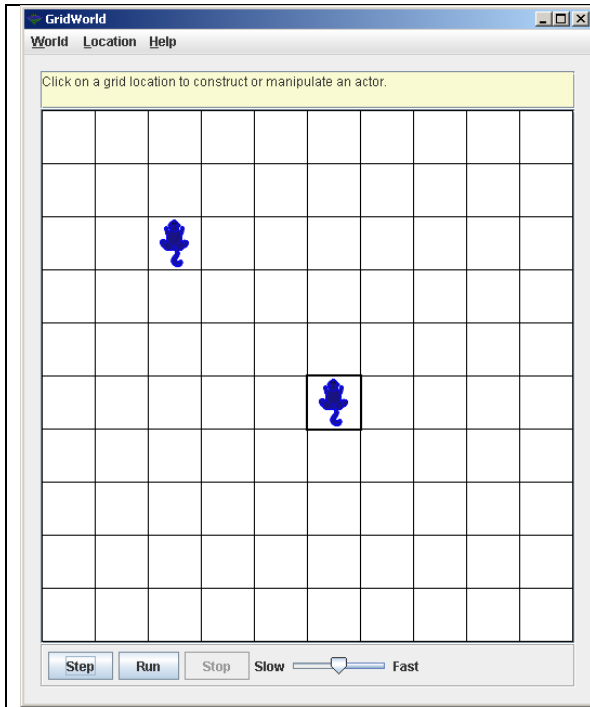 GridWorld
World Location Help
Click on a grid location to construct or manipulate an actor.
Step Run Stop Slow Fast